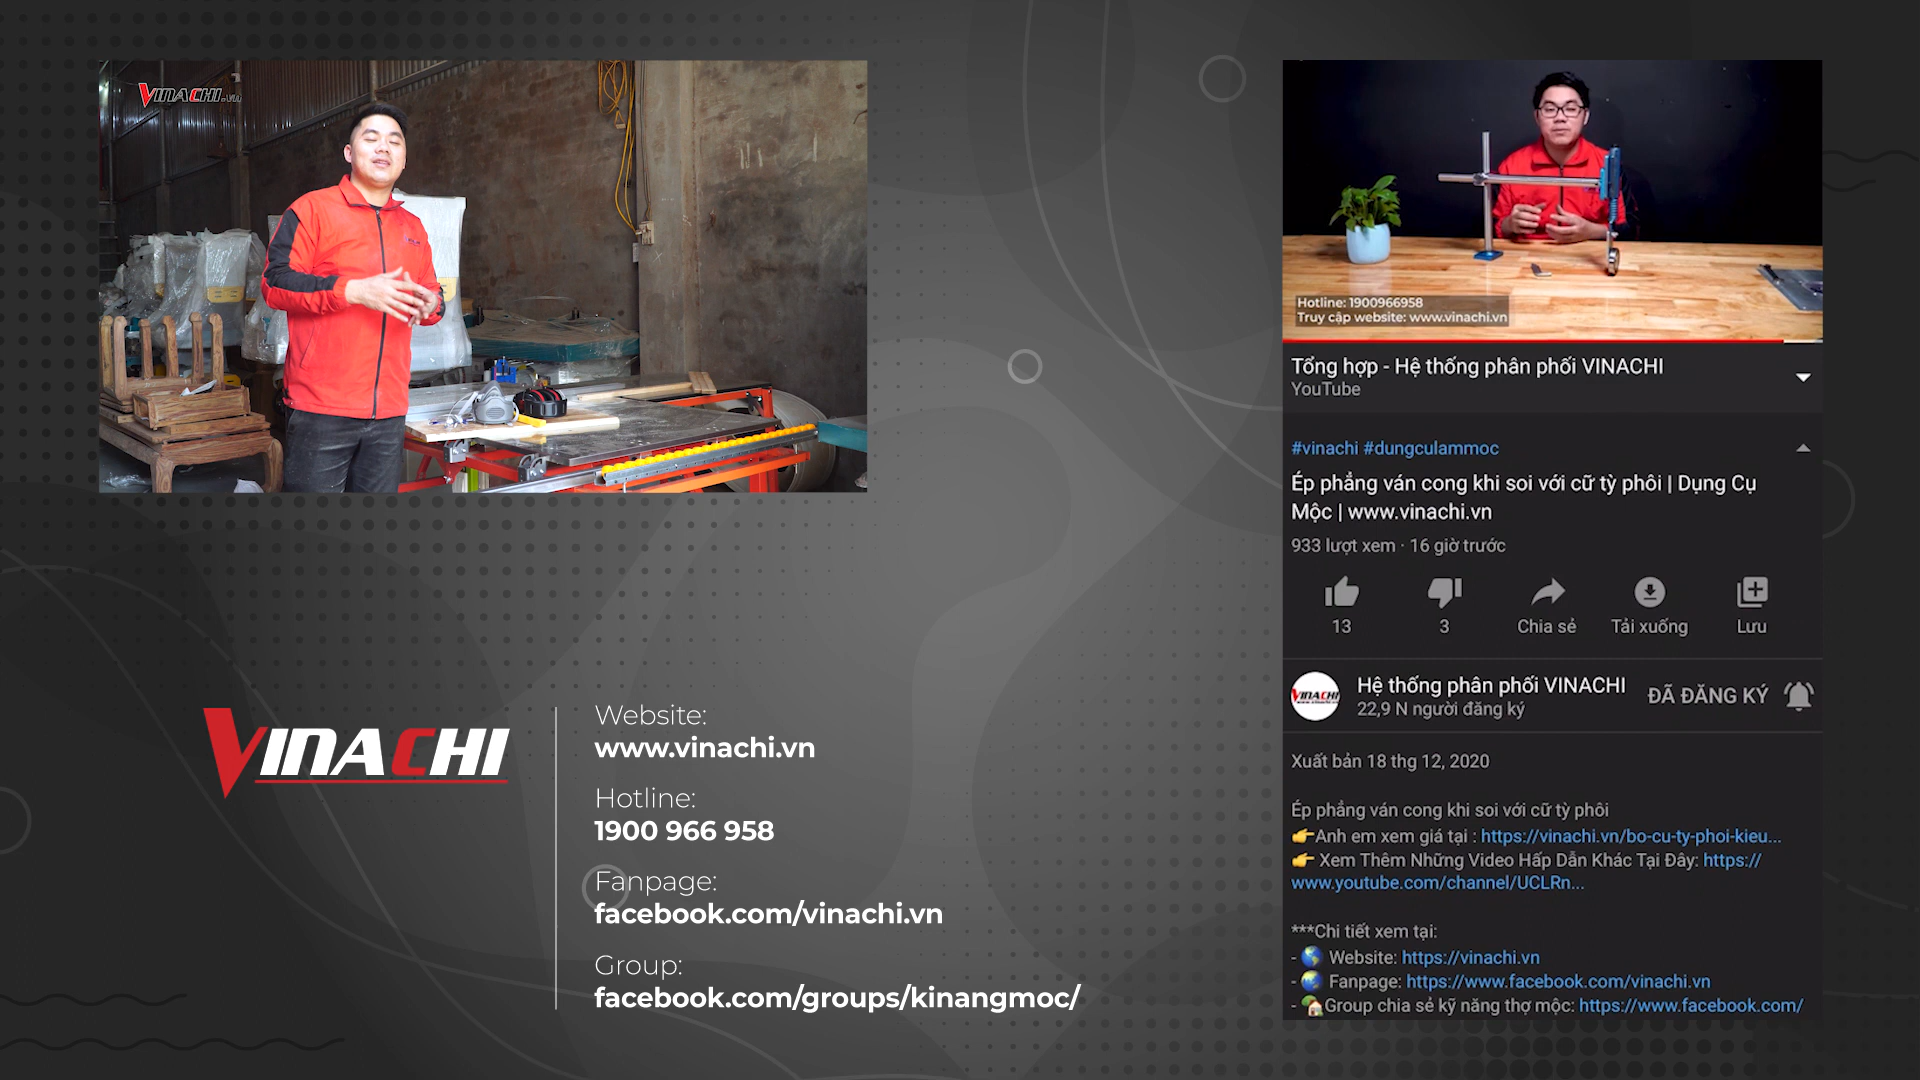 VINACHI.VN
VINACHI
Website:
www.vinachi.vn
Hotline:
1900 966 958
Fanpage:
facebook.com/vinachi.vn
Group:
facebook.com/groups/kinangmoc/
Hotline: 1900966958
Truy cập website: www.vinachi.vn
Tổng hợp - Hệ thống phân phối VINACHI
YouTube
#vinachi #dungculammoc
Ép phẳng ván cong khi soi với cữ tỳ phôi | Dụng Cụ
Mộc | www.vinachi.vn
933 lượt xem · 16 giờ trước
13
3
Chia sẻ
Tải xuống
Lưu
VINACHI
Hệ thống phân phối VINACHI
22,9 N người đăng ký
ĐÃ ĐĂNG KÝ
Xuất bản 18 thg 12, 2020
Ép phẳng ván cong khi soi với cữ tỳ phôi
👉Anh em xem giá tại : https://vinachi.vn/bo-cu-ty-phoi-kieu...
👉 Xem Thêm Những Video Hấp Dẫn Khác Tại Đây: https://
www.youtube.com/channel/UCLRn...
***Chi tiết xem tại:
- 🌎 Website: https://vinachi.vn
- 🌏 Fanpage: https://www.facebook.com/vinachi.vn
- 🏡Group chia sẻ kỹ năng thợ mộc: https://www.facebook.com/